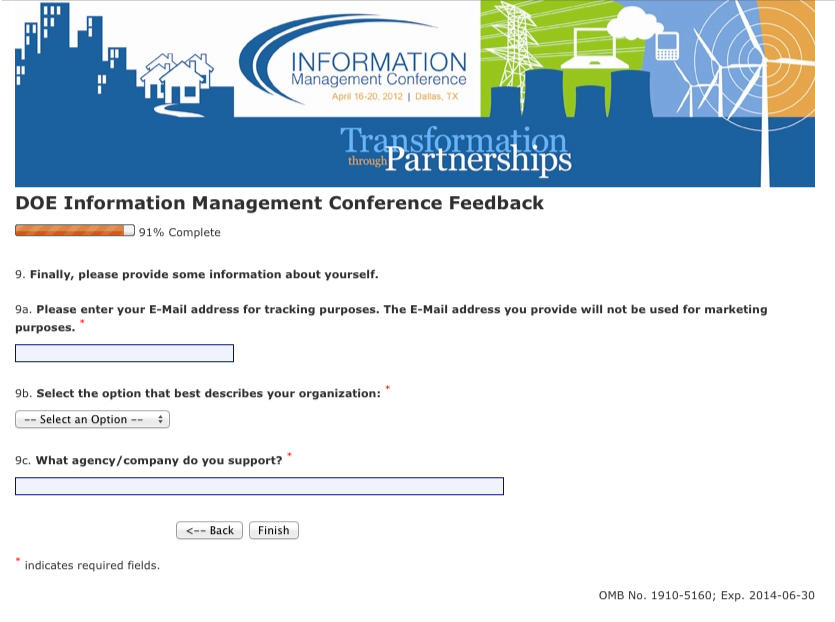 INFORMATION
Management Conference
April 16-20, 2012 | Dallas, TX
Transformation
through Partnerships
DOE Information Management Conference Feedback
91% Complete
9. Finally, please provide some information about yourself.
9a. Please enter your E-Mail address for tracking purposes. The E-Mail address you provide will not be used for marketing
purposes. *
9b. Select the option that best describes your organization: *
-- Select an Option --
9c. What agency/company do you support? *
<-- Back Finish
* indicates required fields.
OMB No. 1910-5160; Exp. 2014-06-30